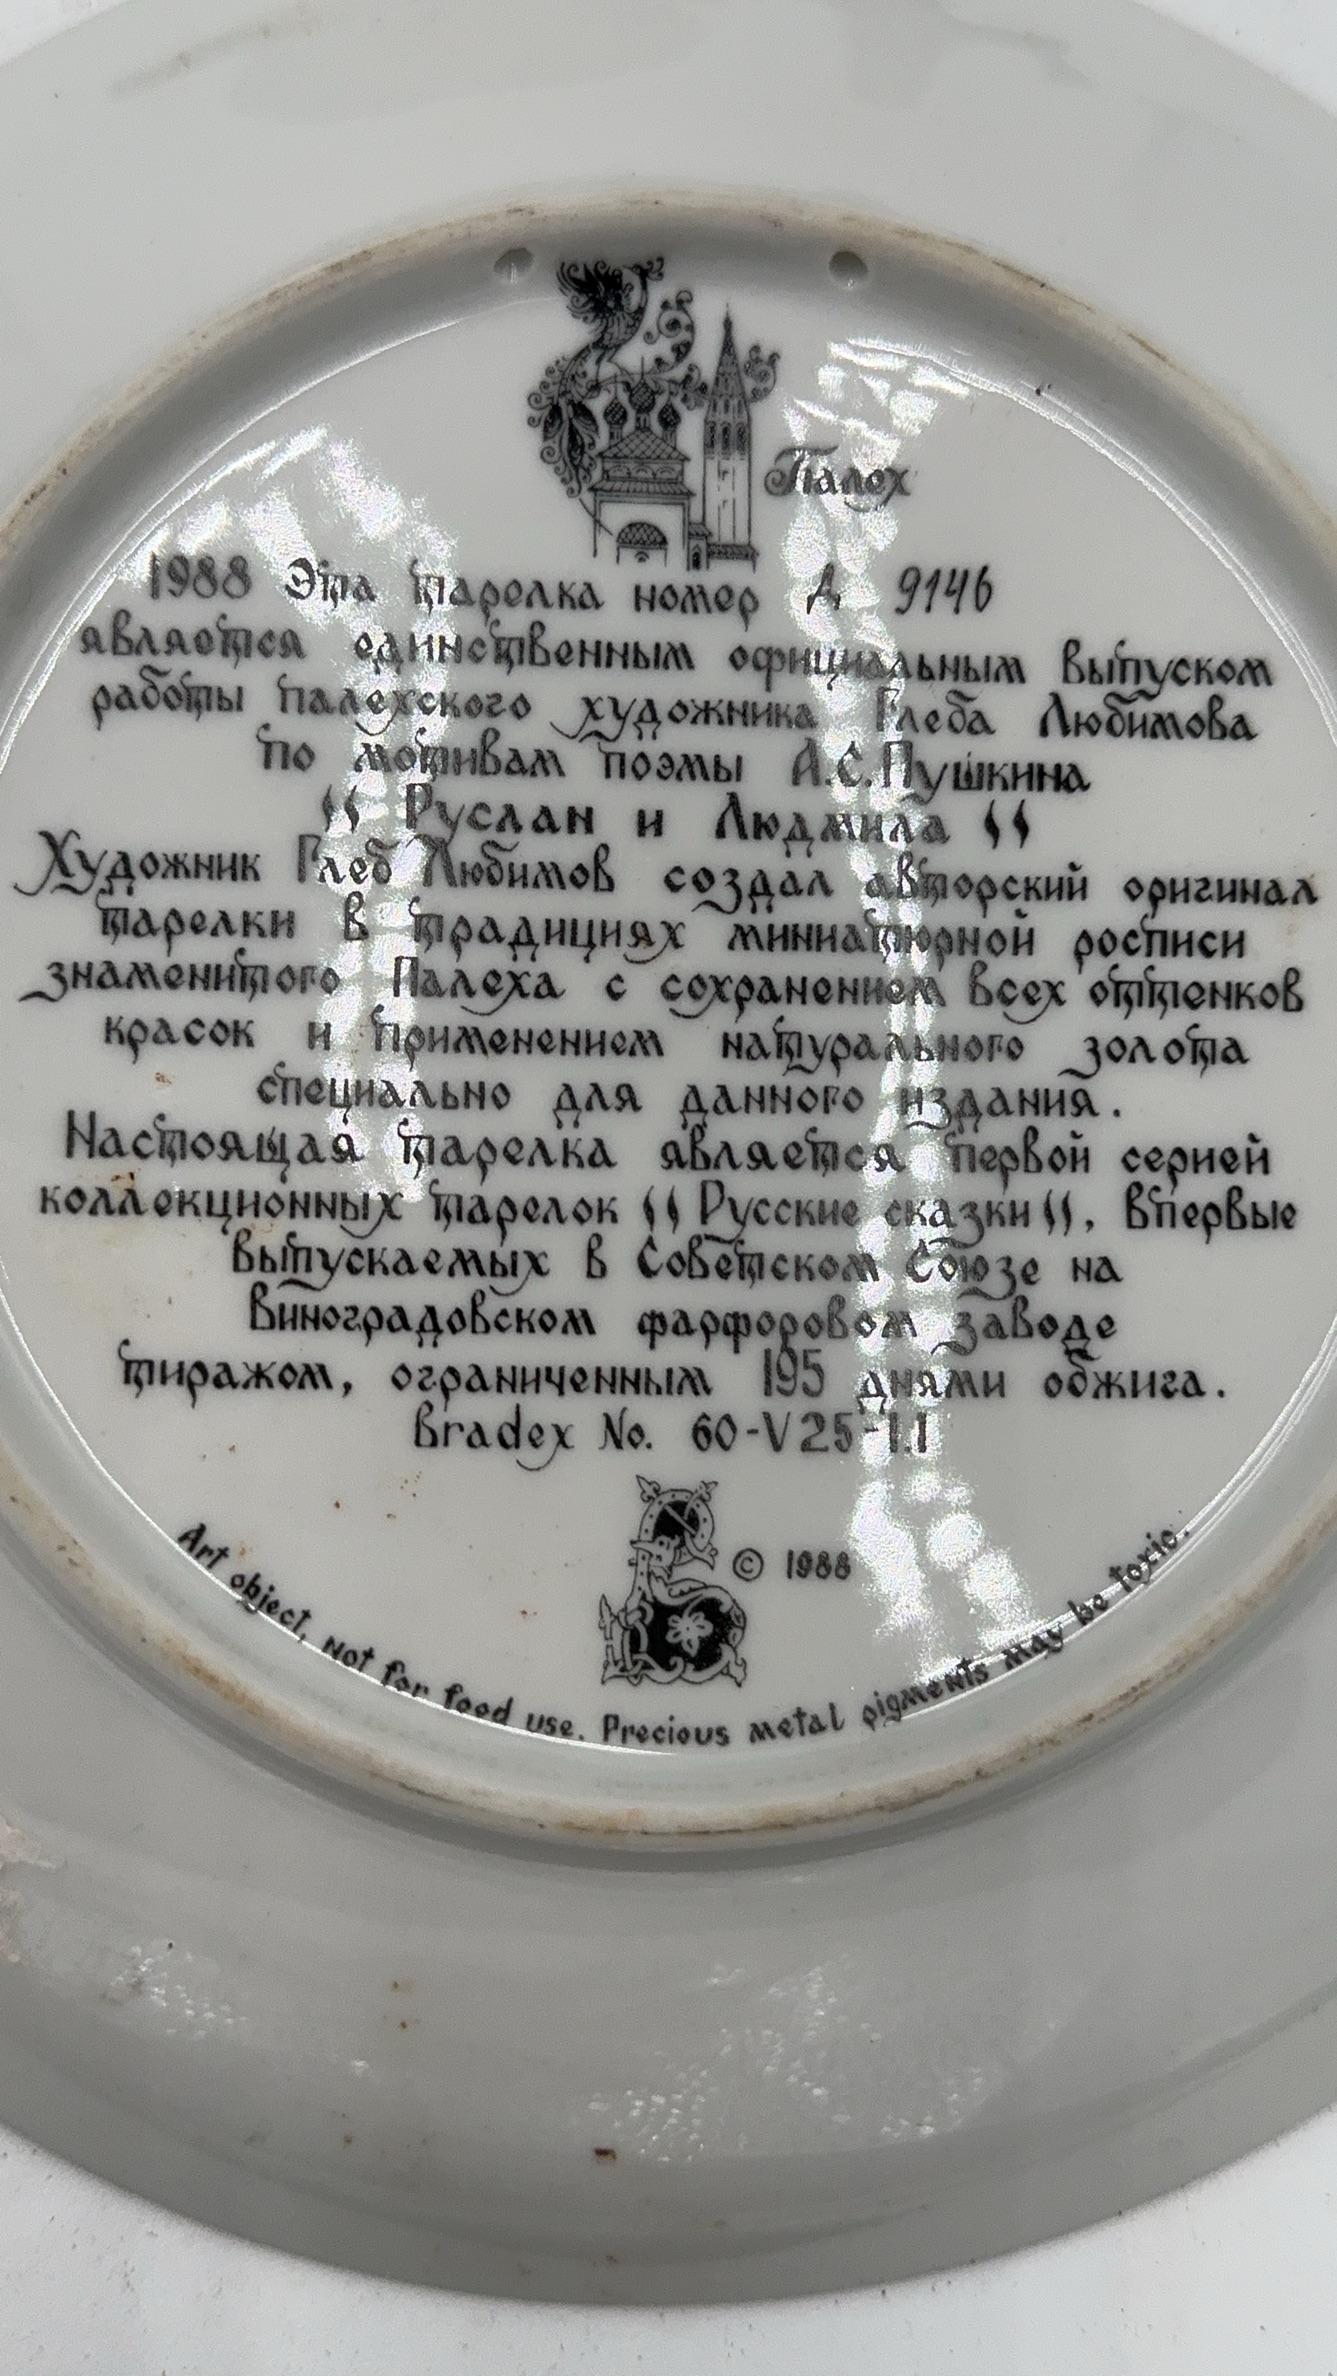 Палех
1988 Эта тарелка номер А 9146
является единственным официальным выпуском
работы палехского художника Глеба Любимова
по мотивам поэмы А.С.Пушкина
" Руслан и Людмила "
Художник Глеб Любимов создал авторский оригинал
тарелки в традициях миниатюрной росписи
знаменитого Палеха с сохранением всех оттенков
красок и применением натурального золота
специально для данного издания.
Настоящая тарелка является первой серией
коллекционных тарелок " Русские сказки ", впервые
выпускаемых в Советском Союзе на
Виноградовском фарфоровом заводе
тиражом, ограниченным 195 днями обжига.
Bradex No. 60-V25-1.1
© 1988
Art object, not for food use. Precious metal pigments may be toxic.